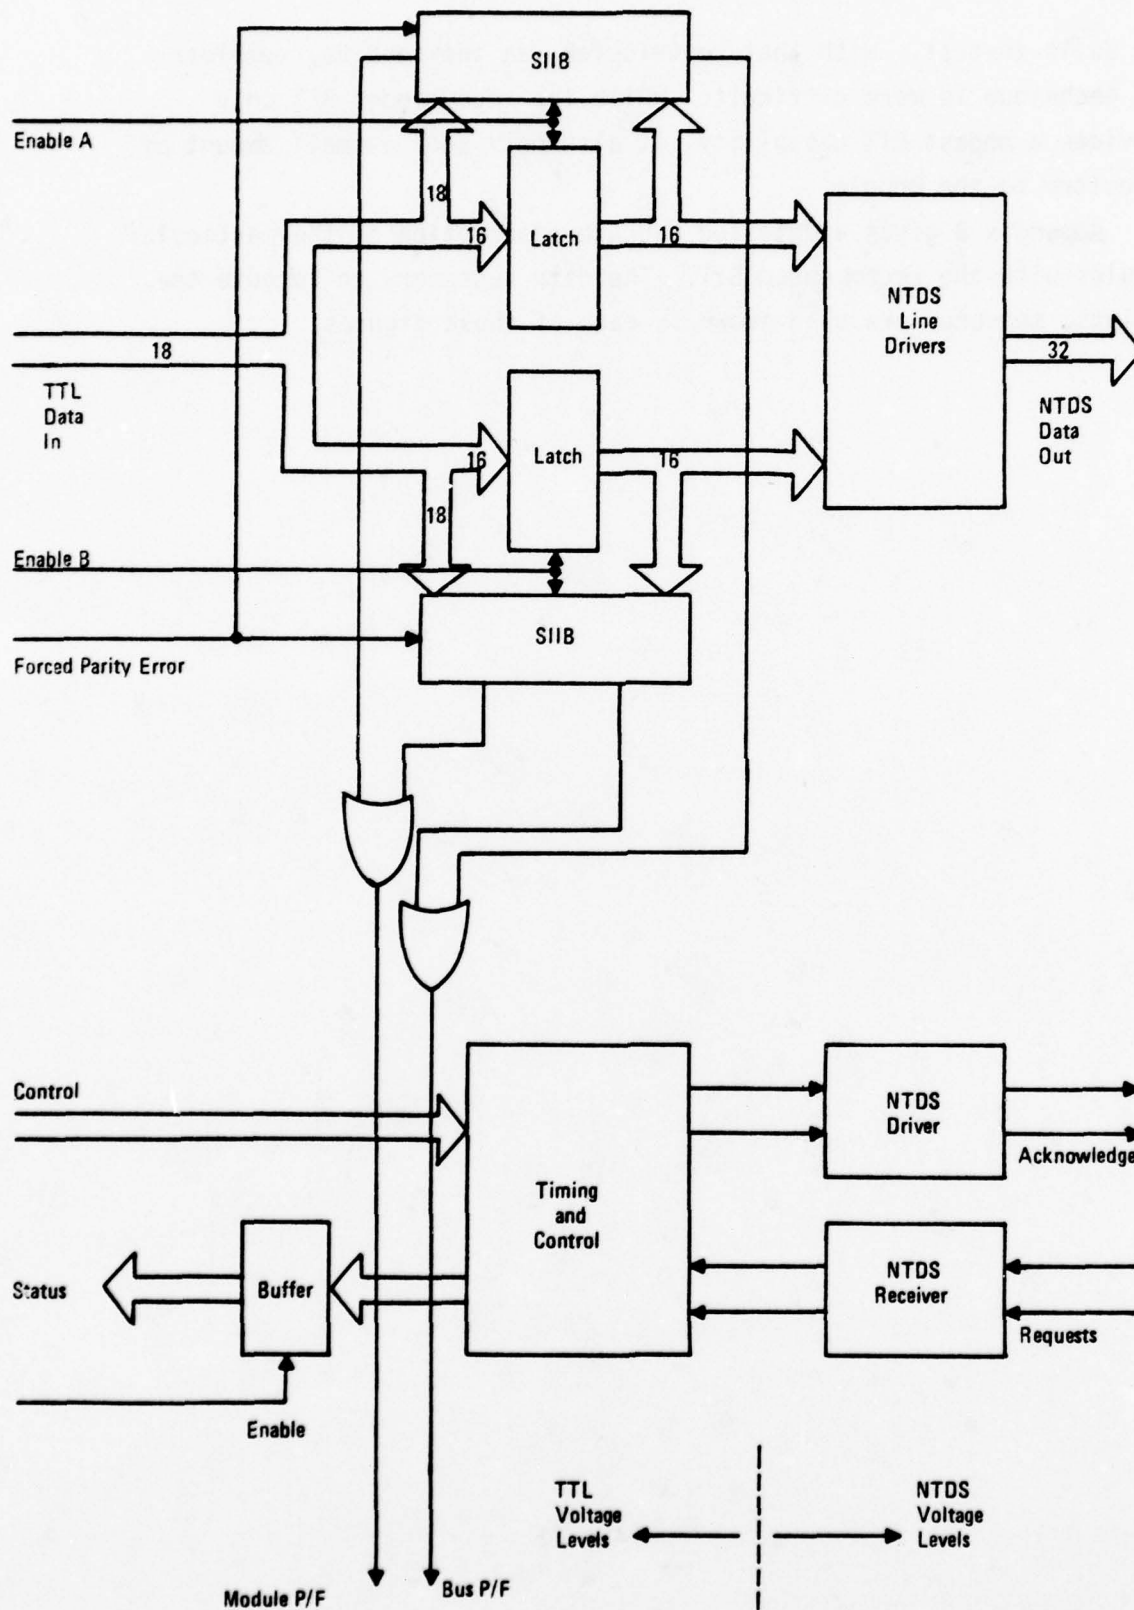 SIIB
Enable A
18
16
Latch
16
NTDS
Line
Drivers
18
32
TTL
Data
In
NTDS
Data
Out
16
Latch
16
18
Enable B
SIIB
Forced Parity Error
Control
NTDS
Driver
Acknowledge
Timing
and
Control
Status
Buffer
NTDS
Receiver
Requests
Enable
TTL
Voltage
Levels
NTDS
Voltage
Levels
Module P/F
Bus P/F